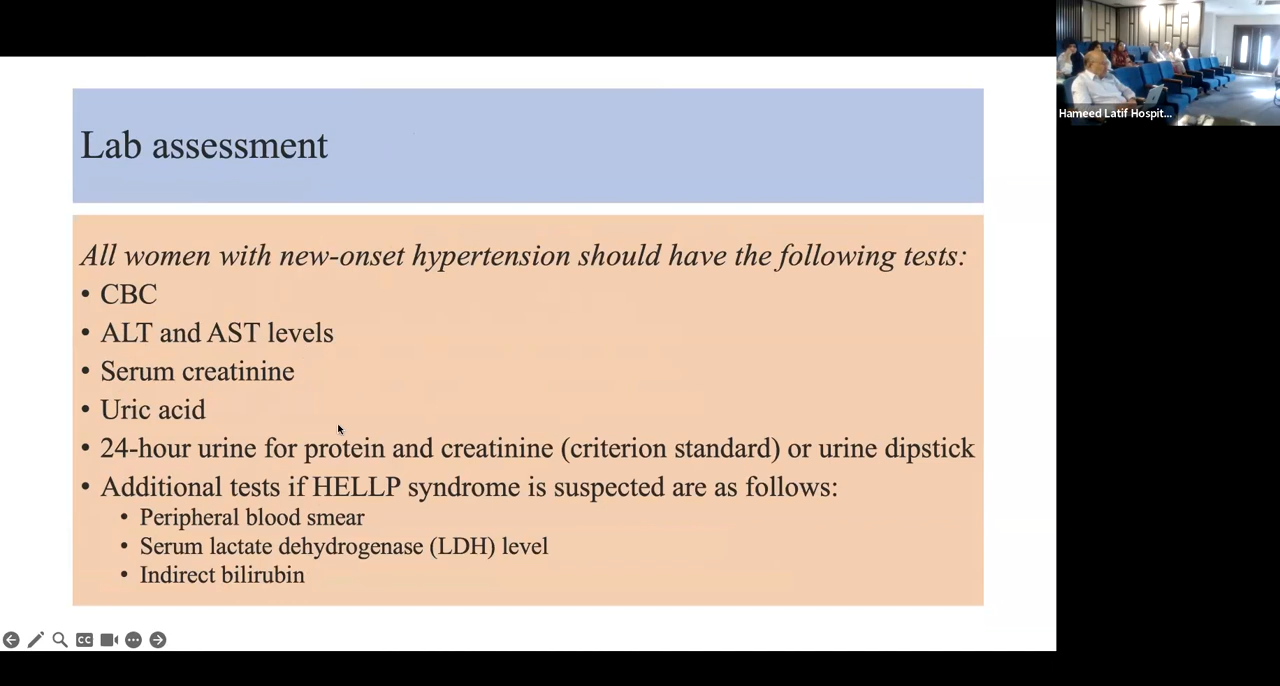 Lab assessment
All women with new-onset hypertension should have the following tests:
• CBC
• ALT and AST levels
• Serum creatinine
• Uric acid
• 24-hour urine for protein and creatinine (criterion standard) or urine dipstick
• Additional tests if HELLP syndrome is suspected are as follows:
• Peripheral blood smear
• Serum lactate dehydrogenase (LDH) level
• Indirect bilirubin
Hameed Latif Hospit...
CC